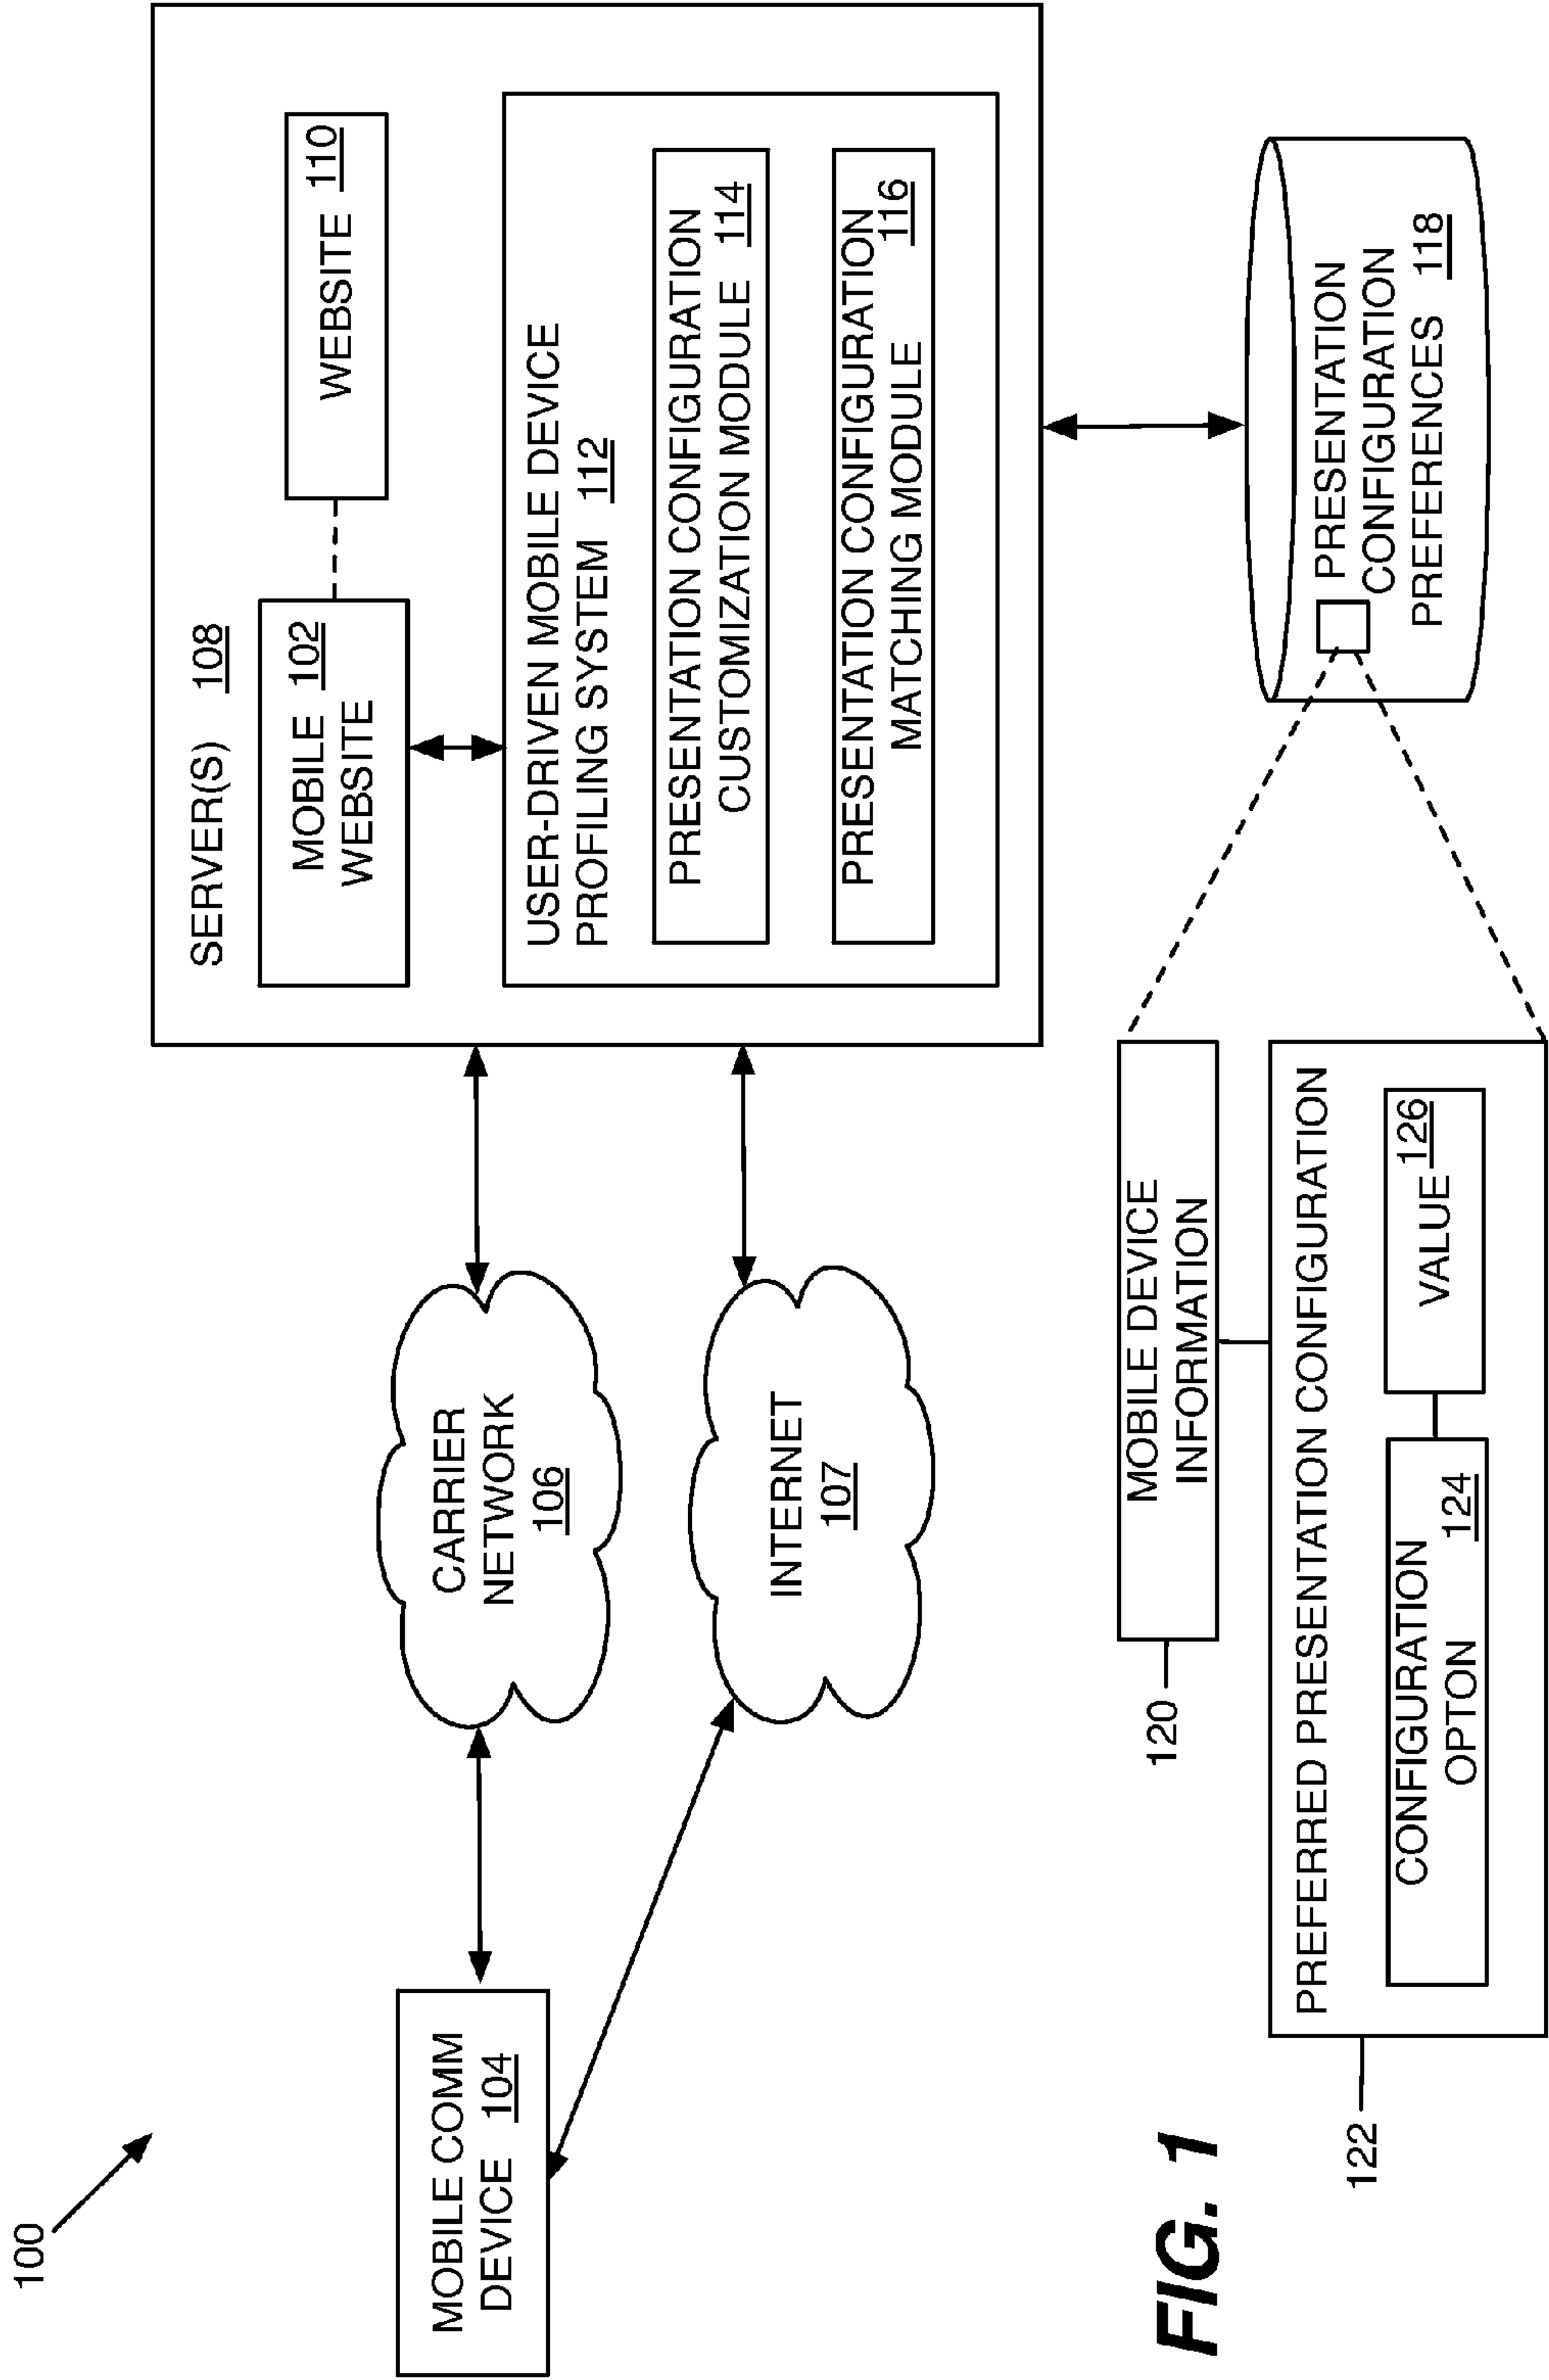 100
SERVER(S) 108
MOBILE 102
WEBSITE
WEBSITE 110
USER-DRIVEN MOBILE DEVICE
PROFILING SYSTEM 112
PRESENTATION CONFIGURATION
CUSTOMIZATION MODULE 114
PRESENTATION CONFIGURATION
MATCHING MODULE 116
CARRIER
NETWORK
106
INTERNET
107
MOBILE COMM
DEVICE 104
PRESENTATION
CONFIGURATION
PREFERENCES 118
MOBILE DEVICE
INFORMATION
120
PREFERRED PRESENTATION CONFIGURATION
CONFIGURATION
OPTON 124
VALUE 126
122
FIG. 1